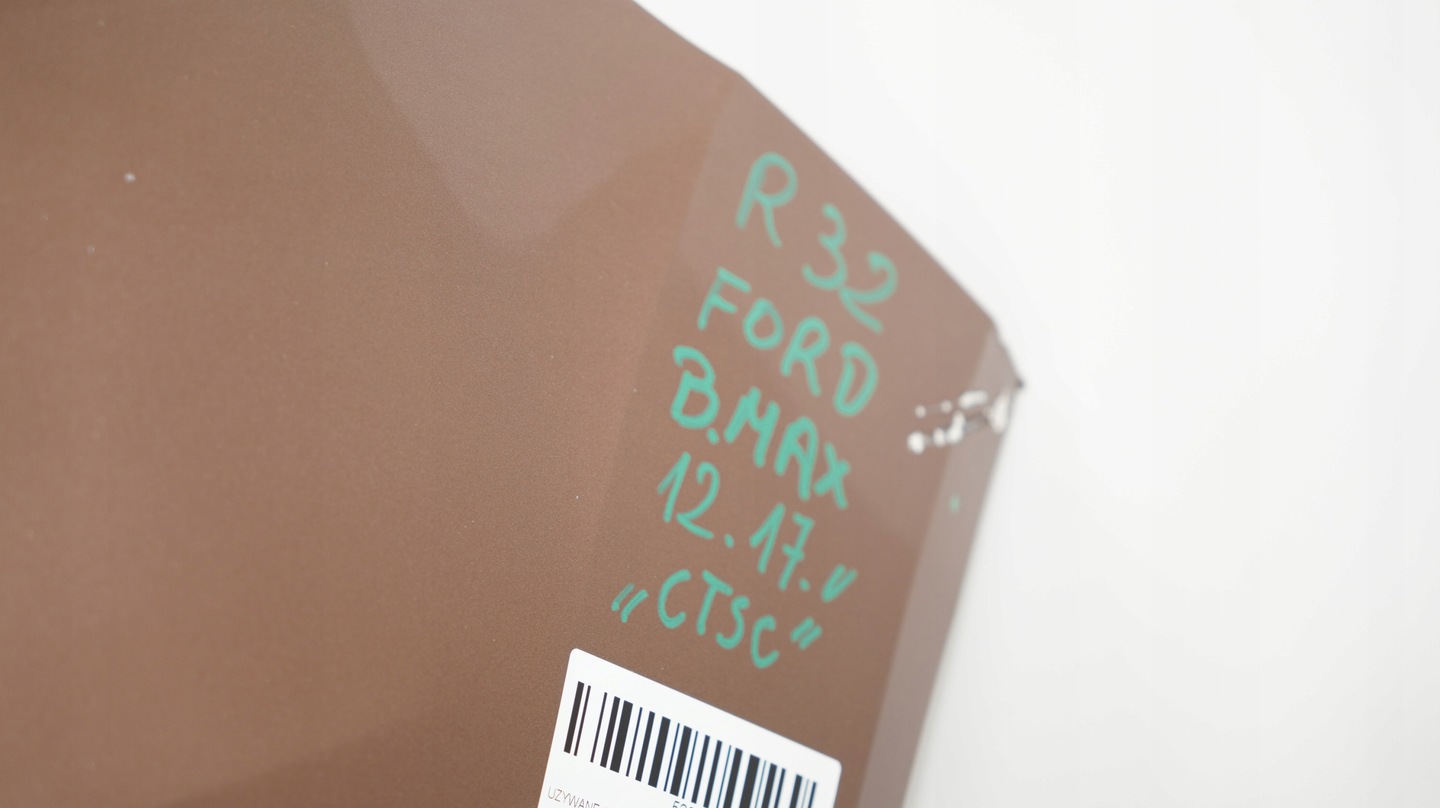 R 32
FORD
B.MAX
12.17.v
"CTSC"